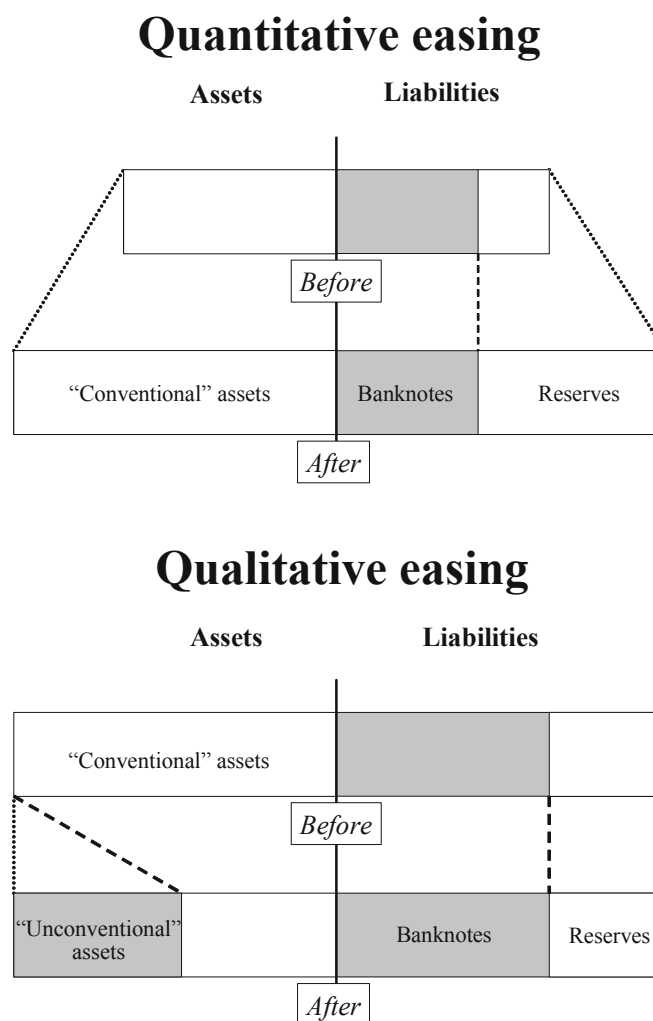 Quantitative easing
Assets Liabilities
Before
“Conventional” assets Banknotes Reserves
After
Qualitative easing
Assets Liabilities
“Conventional” assets
Before
“Unconventional”
assets
Banknotes Reserves
After